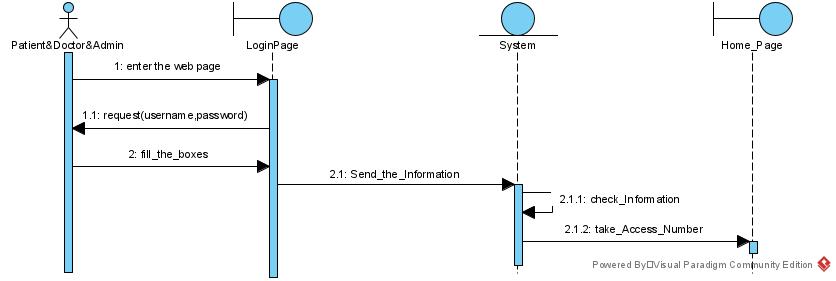 Patient&Doctor&Admin
LoginPage
System
Home_Page
1: enter the web page
1.1: request(username,password)
2: fill_the_boxes
2.1: Send_the_Information
2.1.1: check_Information
2.1.2: take_Access_Number
Powered By□Visual Paradigm Community Edition